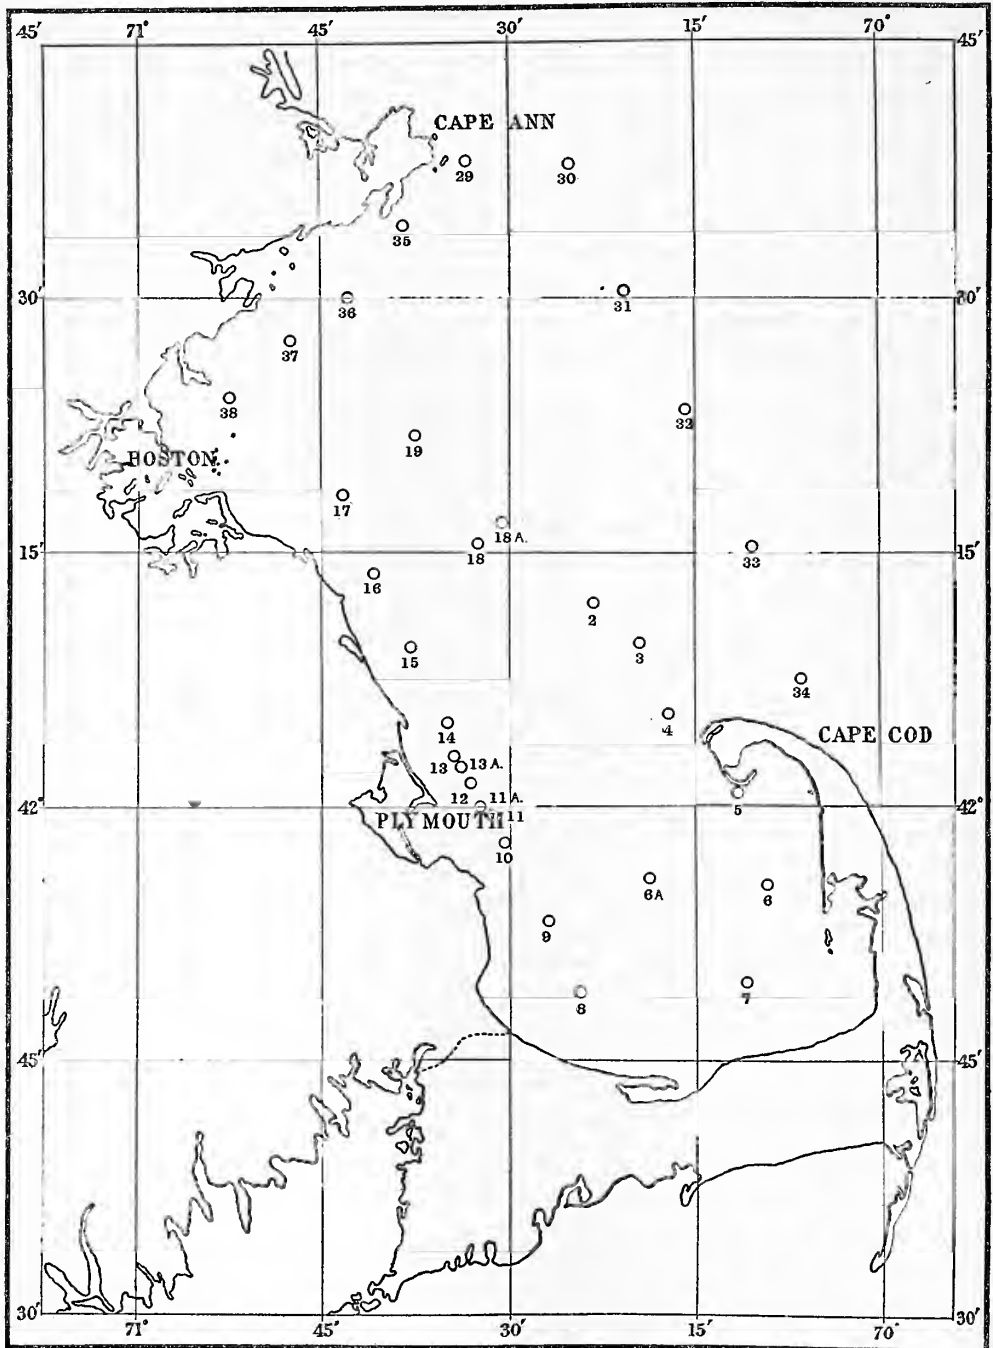 45′ 71° 45′ 30′ 15′ 70° 45′
CAPE ANN
29
30
35
30′ 30′
36
31
37
38
32
19
BOSTON
17
18 A.
15′ 15′
18
33
16
2
3
15
34
4
14
CAPE COD
13 13 A.
12 11 A.
42° 42°
5
PLYMOUTH 11
10
6A 6
9
7
8
45′ 45′
30′ 30′
71° 45′ 30′ 15′ 70°